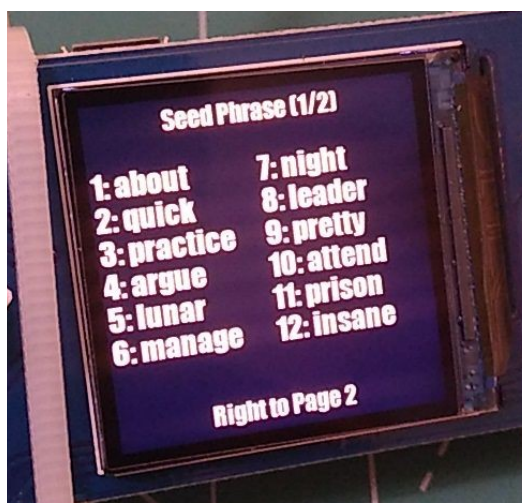 Seed Phrase (1/2)
1: about
2: quick
3: practice
4: argue
5: lunar
6: manage
7: night
8: leader
9: pretty
10: attend
11: prison
12: insane
Right to Page 2